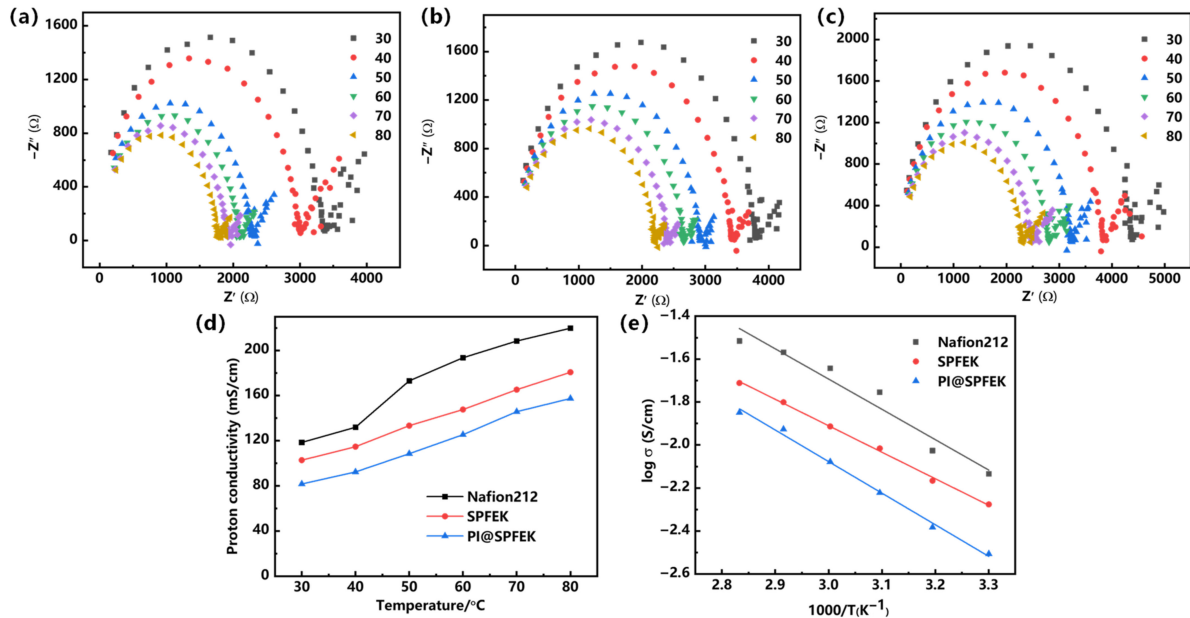 (a)
1600
1200
800
400
0
−Z″ (Ω)
30
40
50
60
70
80
0 1000 2000 3000 4000
Z′ (Ω)
(b)
1600
1200
800
400
0
−Z″ (Ω)
30
40
50
60
70
80
0 1000 2000 3000 4000
Z′ (Ω)
(c)
2000
1600
1200
800
400
0
−Z″ (Ω)
30
40
50
60
70
80
0 1000 2000 3000 4000 5000
Z′ (Ω)
(d)
200
160
120
80
40
0
Proton conductivity (mS/cm)
Nafion212
SPFEK
PI@SPFEK
30 40 50 60 70 80
Temperature/°C
(e)
−1.4
−1.6
−1.8
−2.0
−2.2
−2.4
−2.6
log σ (S/cm)
Nafion212
SPFEK
PI@SPFEK
2.8 2.9 3.0 3.1 3.2 3.3
1000/T(K⁻¹)